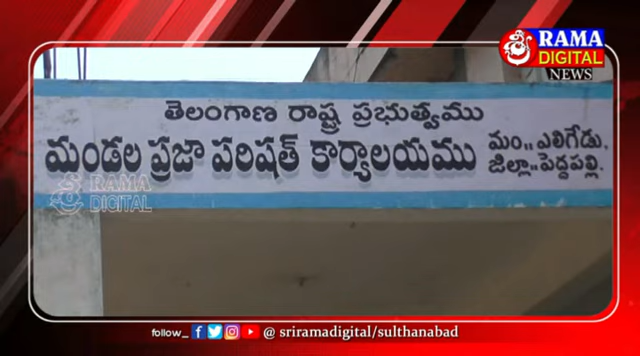 RAMA
DIGITAL
NEWS
తెలంగాణ రాష్ట్ర ప్రభుత్వము
మండల ప్రజా పరిషత్ కార్యాలయము
మం॥ ఎలిగేడు.
జిల్లా॥ పెద్దపల్లి.
RAMA
DIGITAL
follow_ @ sriramadigital/sulthanabad